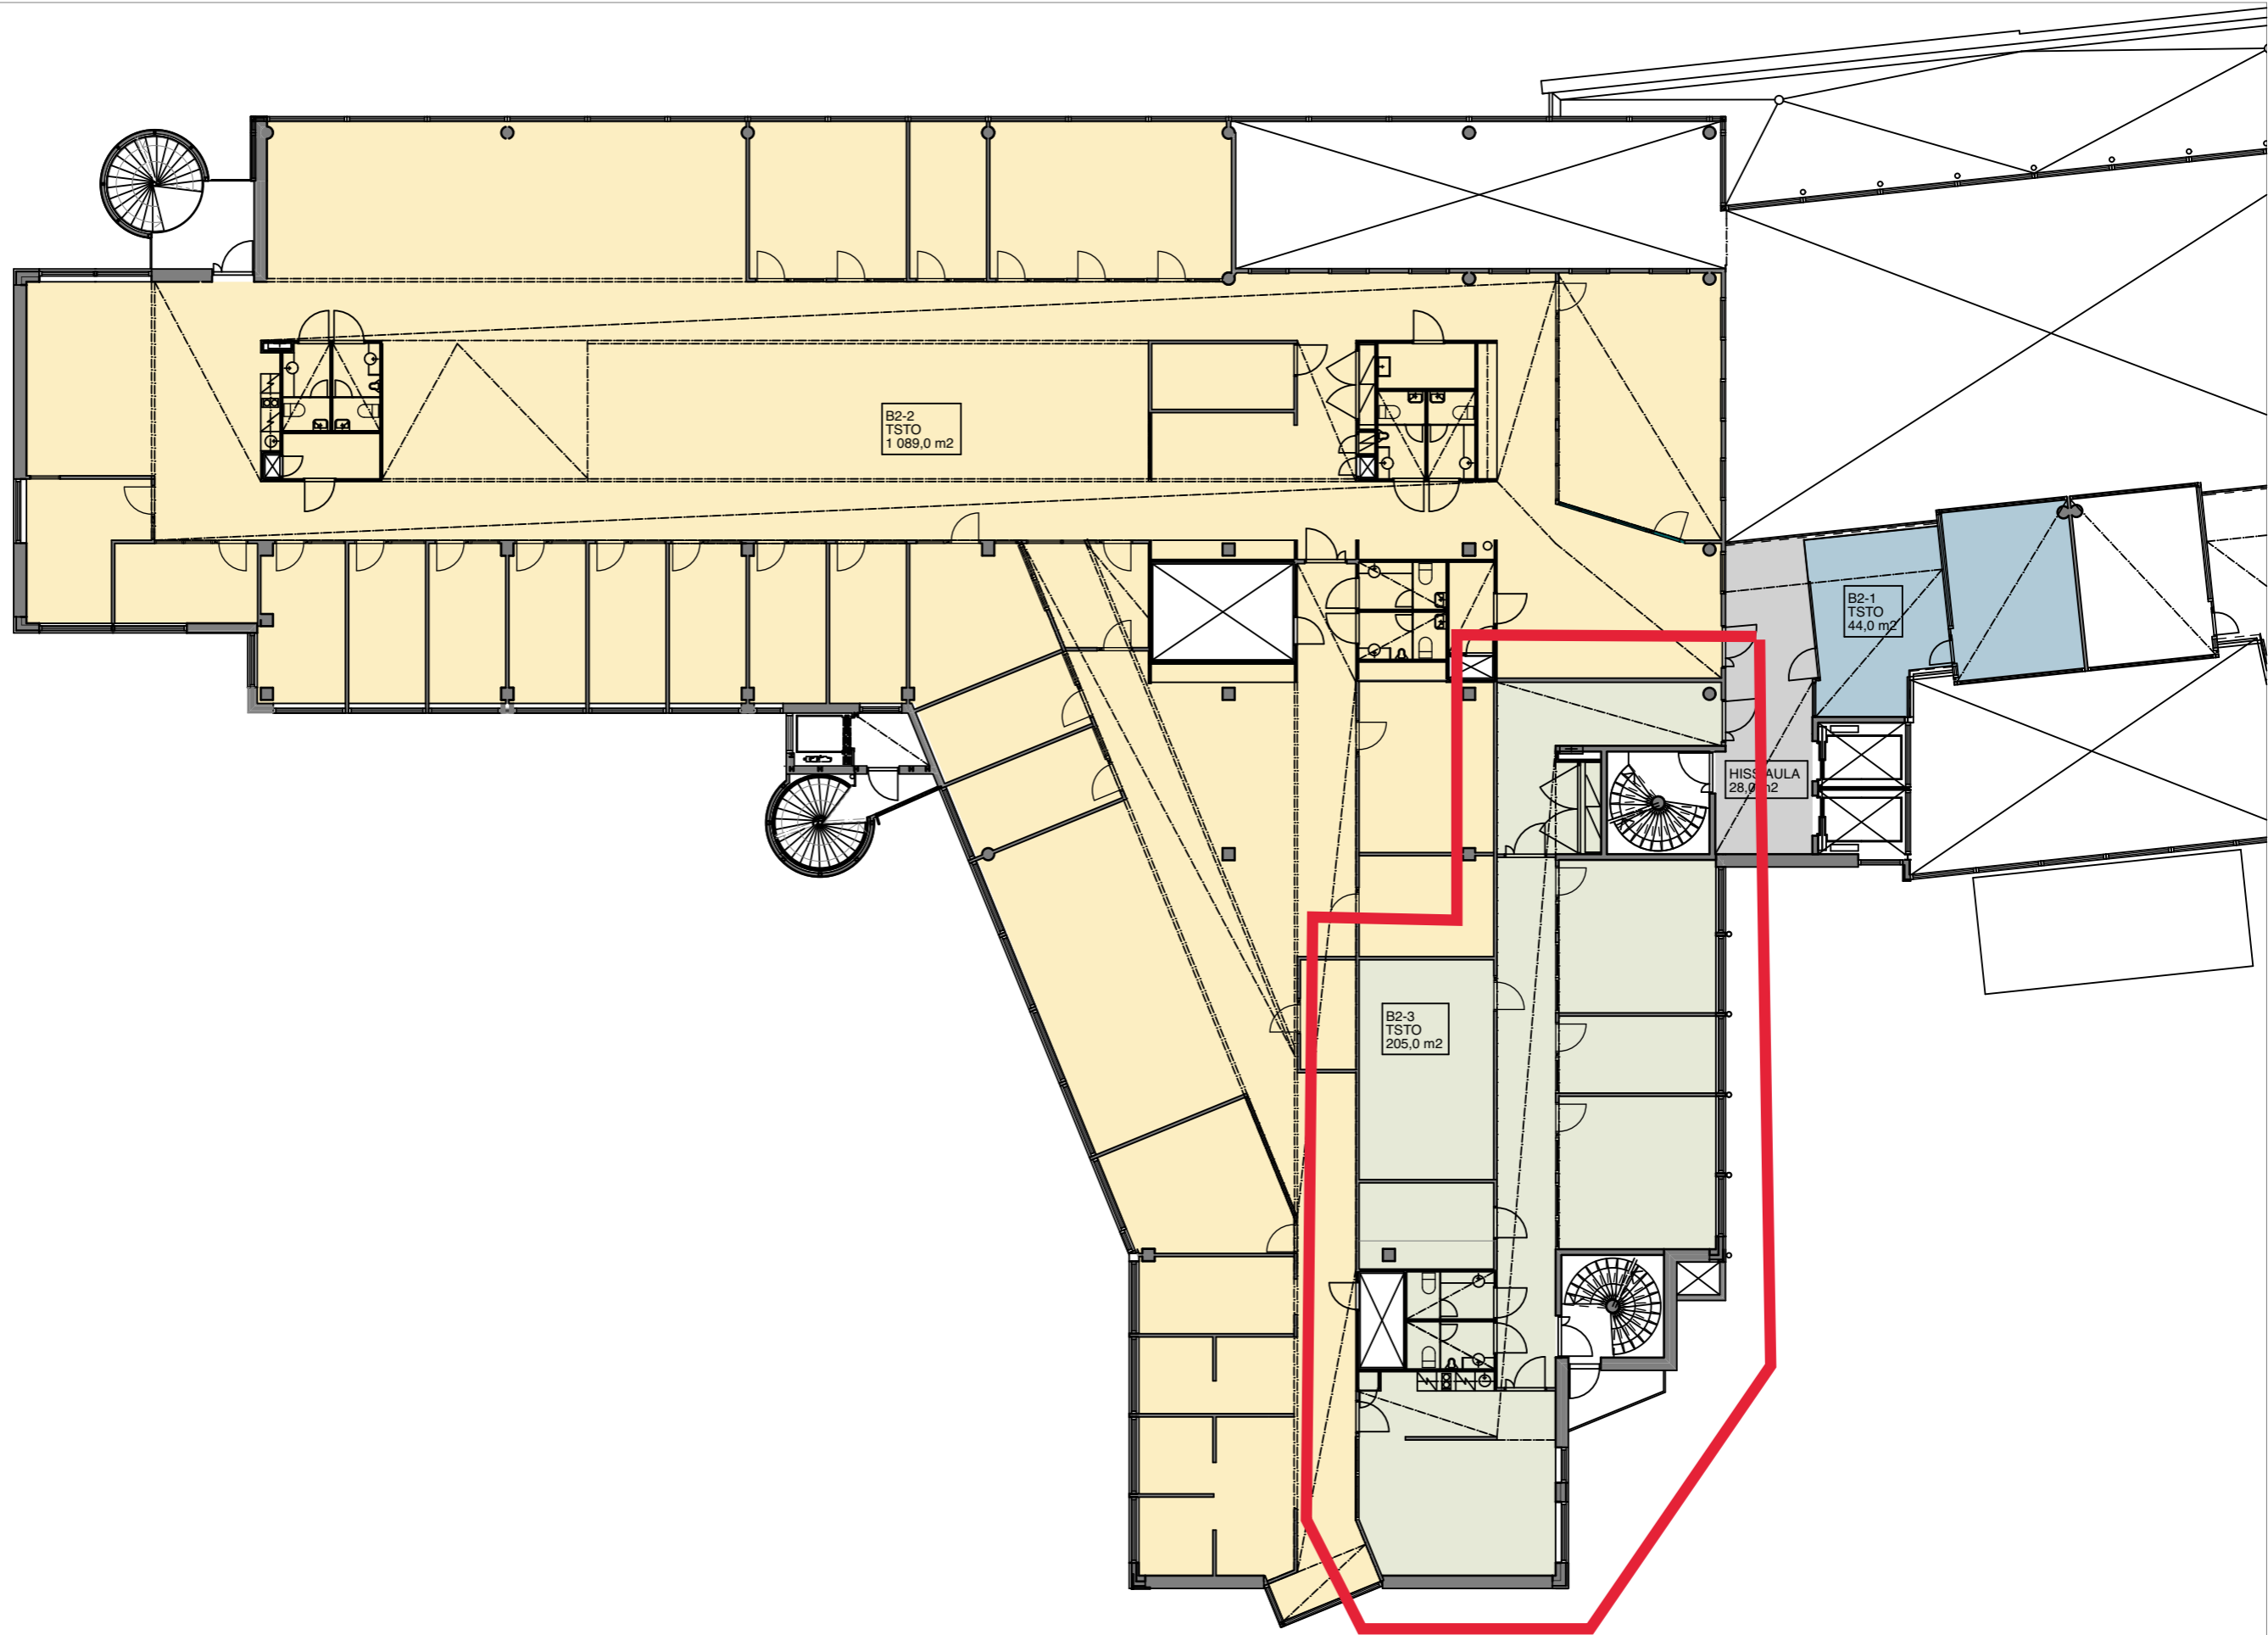 B2-2
TSTO
1 089,0 m2
B2-1
TSTO
44,0 m2
HISSIAULA
28,0 m2
B2-3
TSTO
205,0 m2